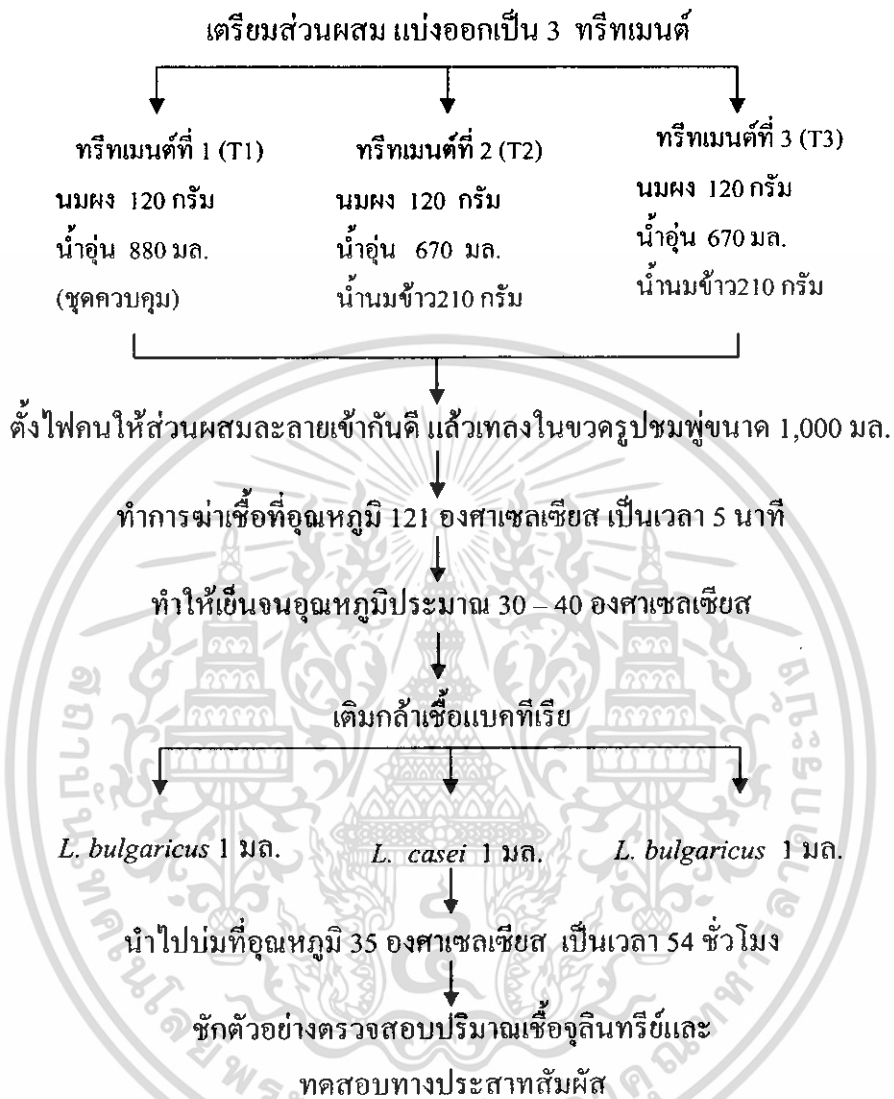 เตรียมส่วนผสม แบ่งออกเป็น 3 ทรีทเมนต์
ทรีทเมนต์ที่ 1 (T1)
นมผง 120 กรัม
น้ำอุ่น 880 มล.
(ชุดควบคุม)
ทรีทเมนต์ที่ 2 (T2)
นมผง 120 กรัม
น้ำอุ่น 670 มล.
น้ำนมข้าว210 กรัม
ทรีทเมนต์ที่ 3 (T3)
นมผง 120 กรัม
น้ำอุ่น 670 มล.
น้ำนมข้าว210 กรัม
ตั้งไฟคนให้ส่วนผสมละลายเข้ากันดี แล้วเทลงในขวดรูปชมพู่ขนาด 1,000 มล.
ทำการฆ่าเชื้อที่อุณหภูมิ 121 องศาเซลเซียส เป็นเวลา 5 นาที
ทำให้เย็นจนอุณหภูมิประมาณ 30 – 40 องศาเซลเซียส
เติมกล้าเชื้อแบคทีเรีย
L. bulgaricus 1 มล.
L. casei 1 มล.
L. bulgaricus 1 มล.
นำไปบ่มที่อุณหภูมิ 35 องศาเซลเซียส เป็นเวลา 54 ชั่วโมง
ชักตัวอย่างตรวจสอบปริมาณเชื้อจุลินทรีย์และ
ทดสอบทางประสาทสัมผัส